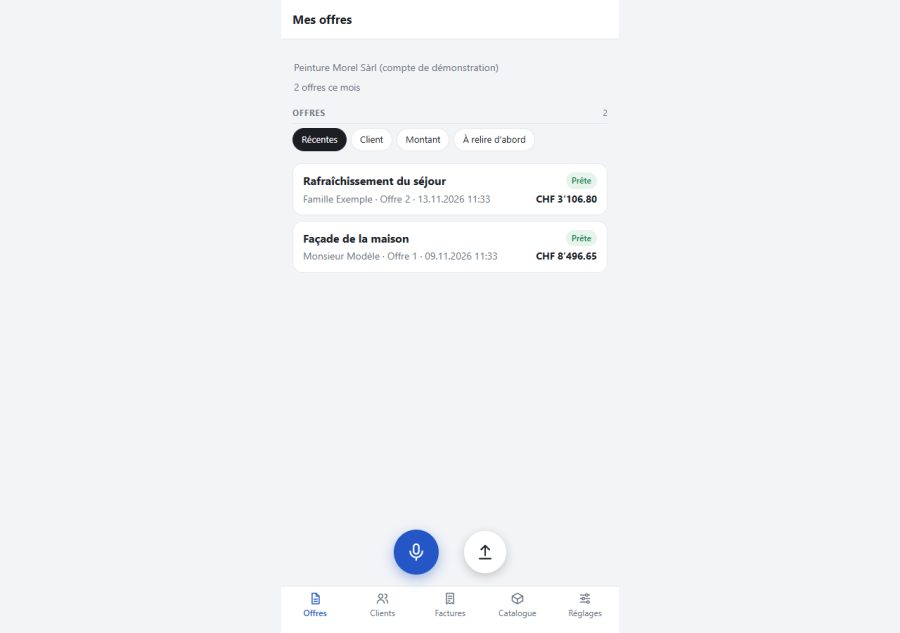 Mes offres
Peinture Morel Sàrl (compte de démonstration)
2 offres ce mois
OFFRES 2
Récentes Client Montant À relire d'abord
Rafraîchissement du séjour Prête
Famille Exemple · Offre 2 · 13.11.2026 11:33 CHF 3'106.80
Façade de la maison Prête
Monsieur Modèle · Offre 1 · 09.11.2026 11:33 CHF 8'496.65
Offres Clients Factures Catalogue Réglages